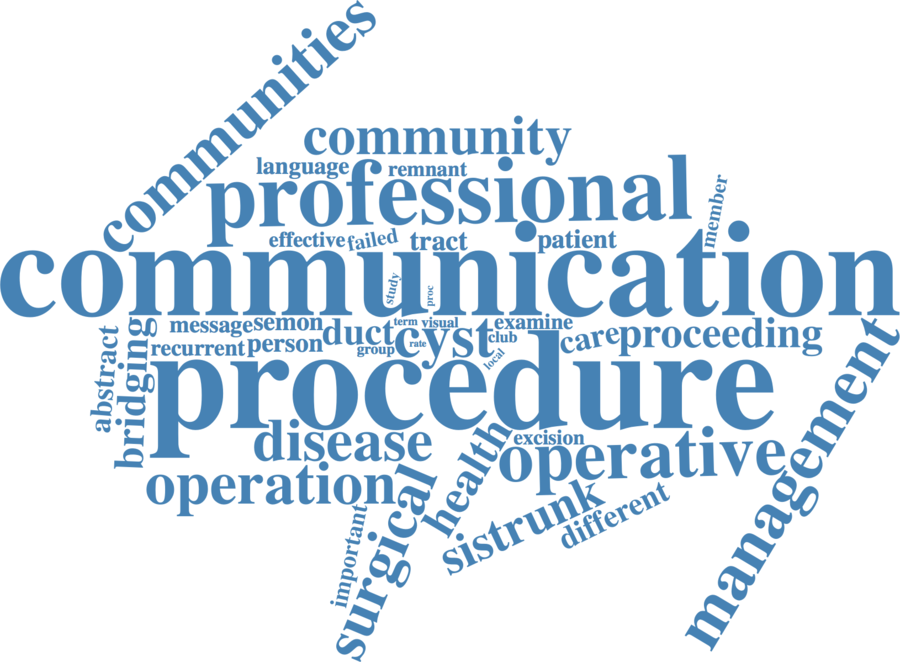 communities
community
language remnant
professional
member
effective failed tract patient
communication
study
proc
message semon duct term visual cyst examine care proceeding
recurrent person group rate club
local
abstract
bridging
procedure
management
disease health excision operative
operation
surgical sistrunk different
important